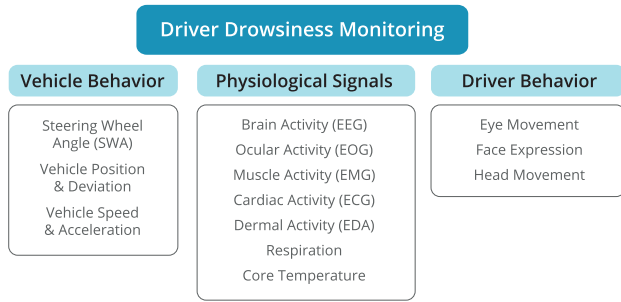 Driver Drowsiness Monitoring
Vehicle Behavior
Steering Wheel
Angle (SWA)
Vehicle Position
& Deviation
Vehicle Speed
& Acceleration
Physiological Signals
Brain Activity (EEG)
Ocular Activity (EOG)
Muscle Activity (EMG)
Cardiac Activity (ECG)
Dermal Activity (EDA)
Respiration
Core Temperature
Driver Behavior
Eye Movement
Face Expression
Head Movement